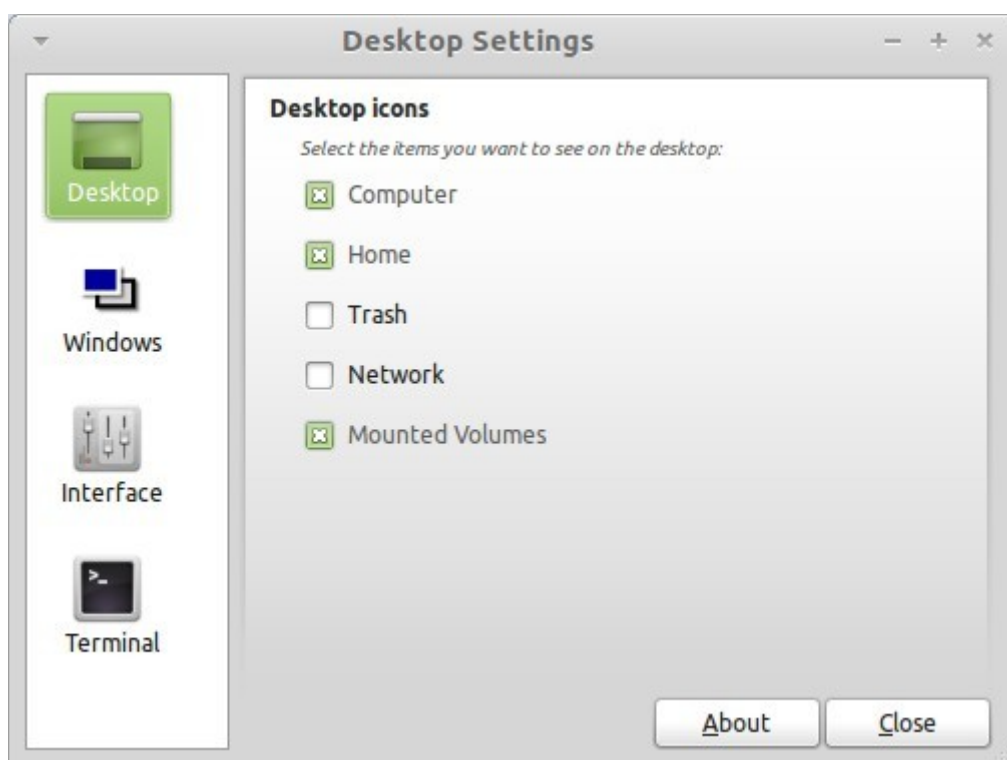 Desktop Settings
Desktop
Windows
Interface
>_
Terminal
Desktop icons
Select the items you want to see on the desktop:
Computer
Home
Trash
Network
Mounted Volumes
About
Close